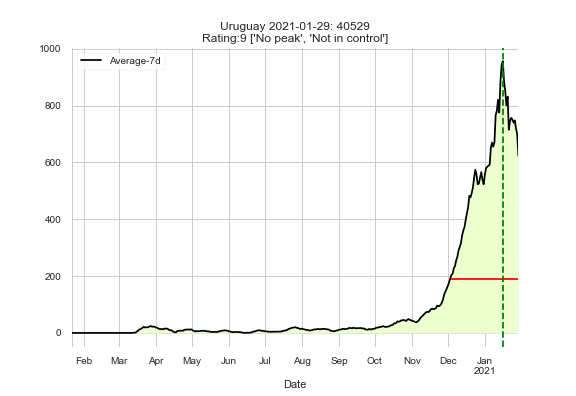 Uruguay 2021-01-29: 40529
Rating:9 ['No peak', 'Not in control']
1000
Average-7d
800
600
400
200
0
Feb Mar Apr May Jun Jul Aug Sep Oct Nov Dec Jan
2021
Date